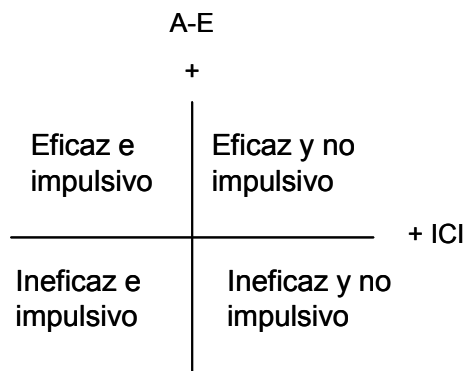 A-E
+
Eficaz e
impulsivo
Eficaz y no
impulsivo
+ ICI
Ineficaz e
impulsivo
Ineficaz y no
impulsivo